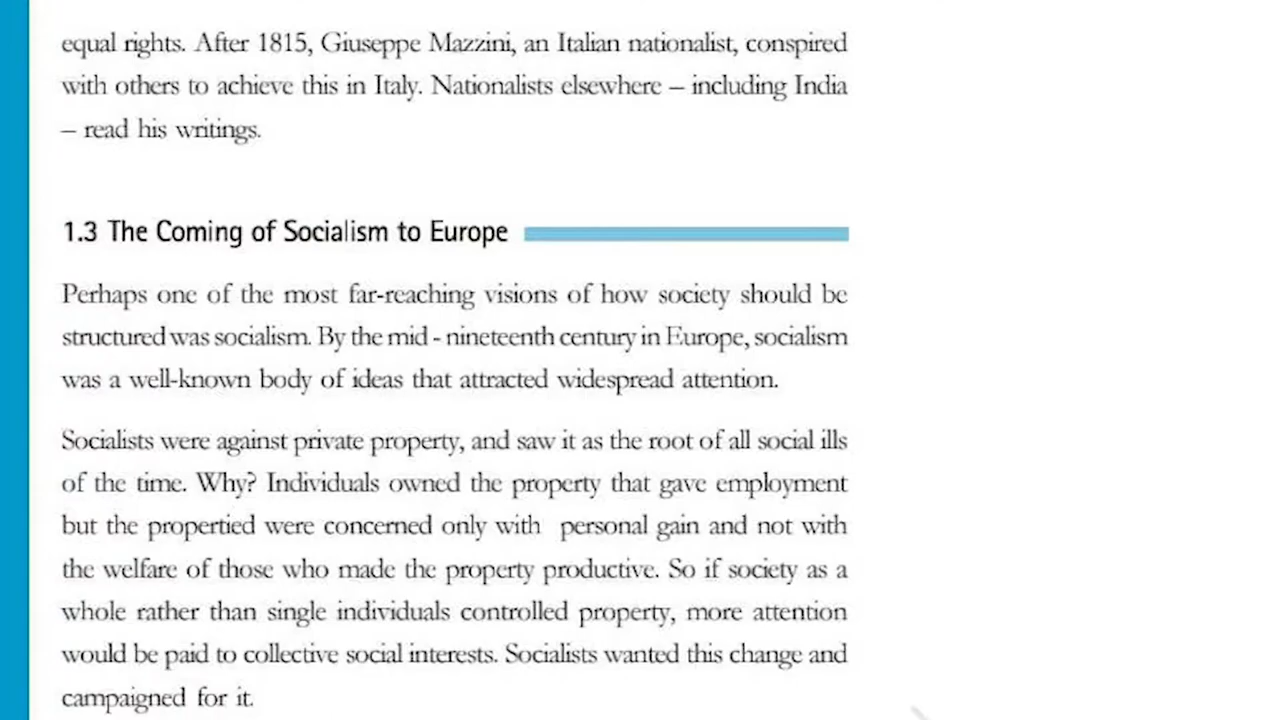 equal rights. After 1815, Giuseppe Mazzini, an Italian nationalist, conspired
with others to achieve this in Italy. Nationalists elsewhere – including India
– read his writings.
1.3 The Coming of Socialism to Europe
Perhaps one of the most far-reaching visions of how society should be
structured was socialism. By the mid - nineteenth century in Europe, socialism
was a well-known body of ideas that attracted widespread attention.
Socialists were against private property, and saw it as the root of all social ills
of the time. Why? Individuals owned the property that gave employment
but the propertied were concerned only with personal gain and not with
the welfare of those who made the property productive. So if society as a
whole rather than single individuals controlled property, more attention
would be paid to collective social interests. Socialists wanted this change and
campaigned for it.